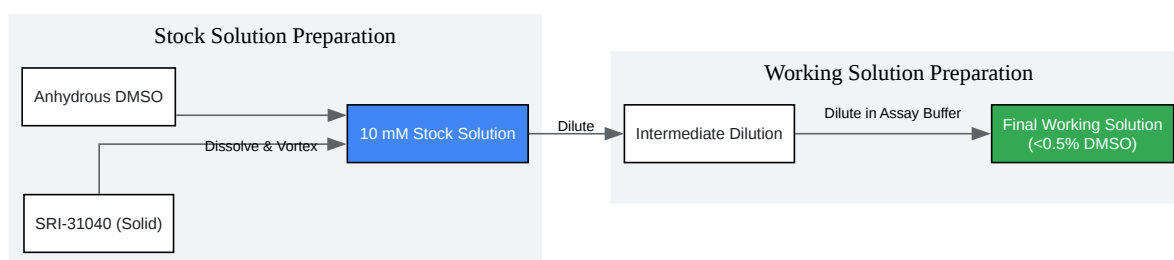 Stock Solution Preparation
Anhydrous DMSO
Dissolve & Vortex
SRI-31040 (Solid)
10 mM Stock Solution
Dilute
Working Solution Preparation
Intermediate Dilution
Dilute in Assay Buffer
Final Working Solution
(<0.5% DMSO)